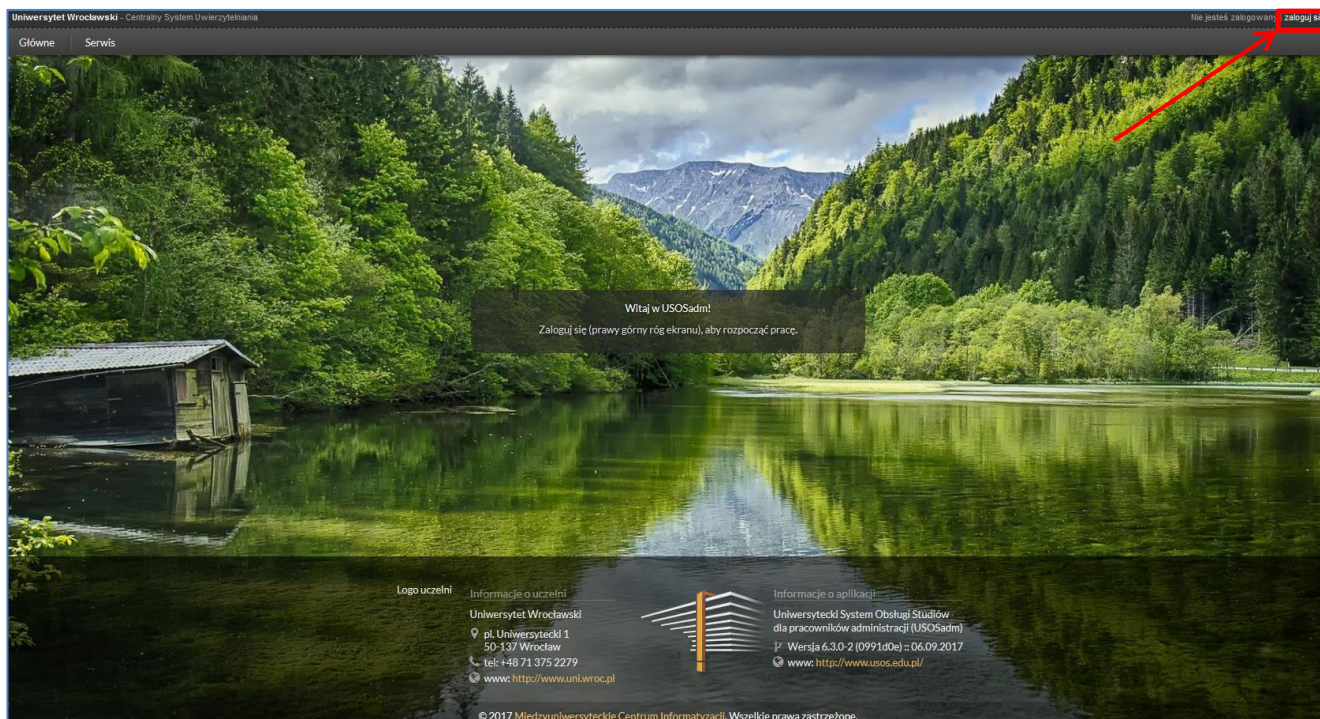 Uniwersytet Wrocławski - Centralny System Uwierzytelniania
Nie jesteś zalogowany
zaloguj si
Główne
Serwis
Witaj w USOSadm!
Zaloguj się (prawy górny róg ekranu), aby rozpocząć pracę.
Logo uczelni
Informacje o uczelni
Uniwersytet Wrocławski
pl. Uniwersytecki 1
50-137 Wrocław
tel: +48 71 375 2279
www: http://www.uni.wroc.pl
Informacje o aplikacji
Uniwersytecki System Obsługi Studiów
dla pracowników administracji (USOSadm)
Wersja 6.3.0-2 (0991d0e) :: 06.09.2017
www: http://www.usos.edu.pl/
© 2017 Międzyuniwersyteckie Centrum Informatyzacji. Wszelkie prawa zastrzeżone.